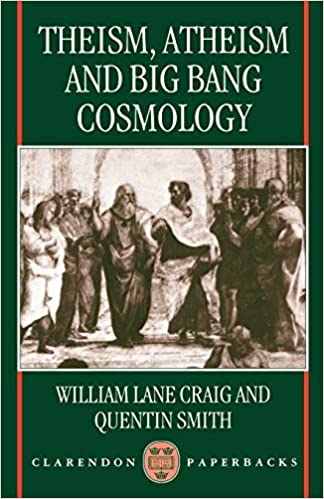 THEISM, ATHEISM
AND BIG BANG
COSMOLOGY
WILLIAM LANE CRAIG AND
QUENTIN SMITH
CLARENDON PAPERBACKS